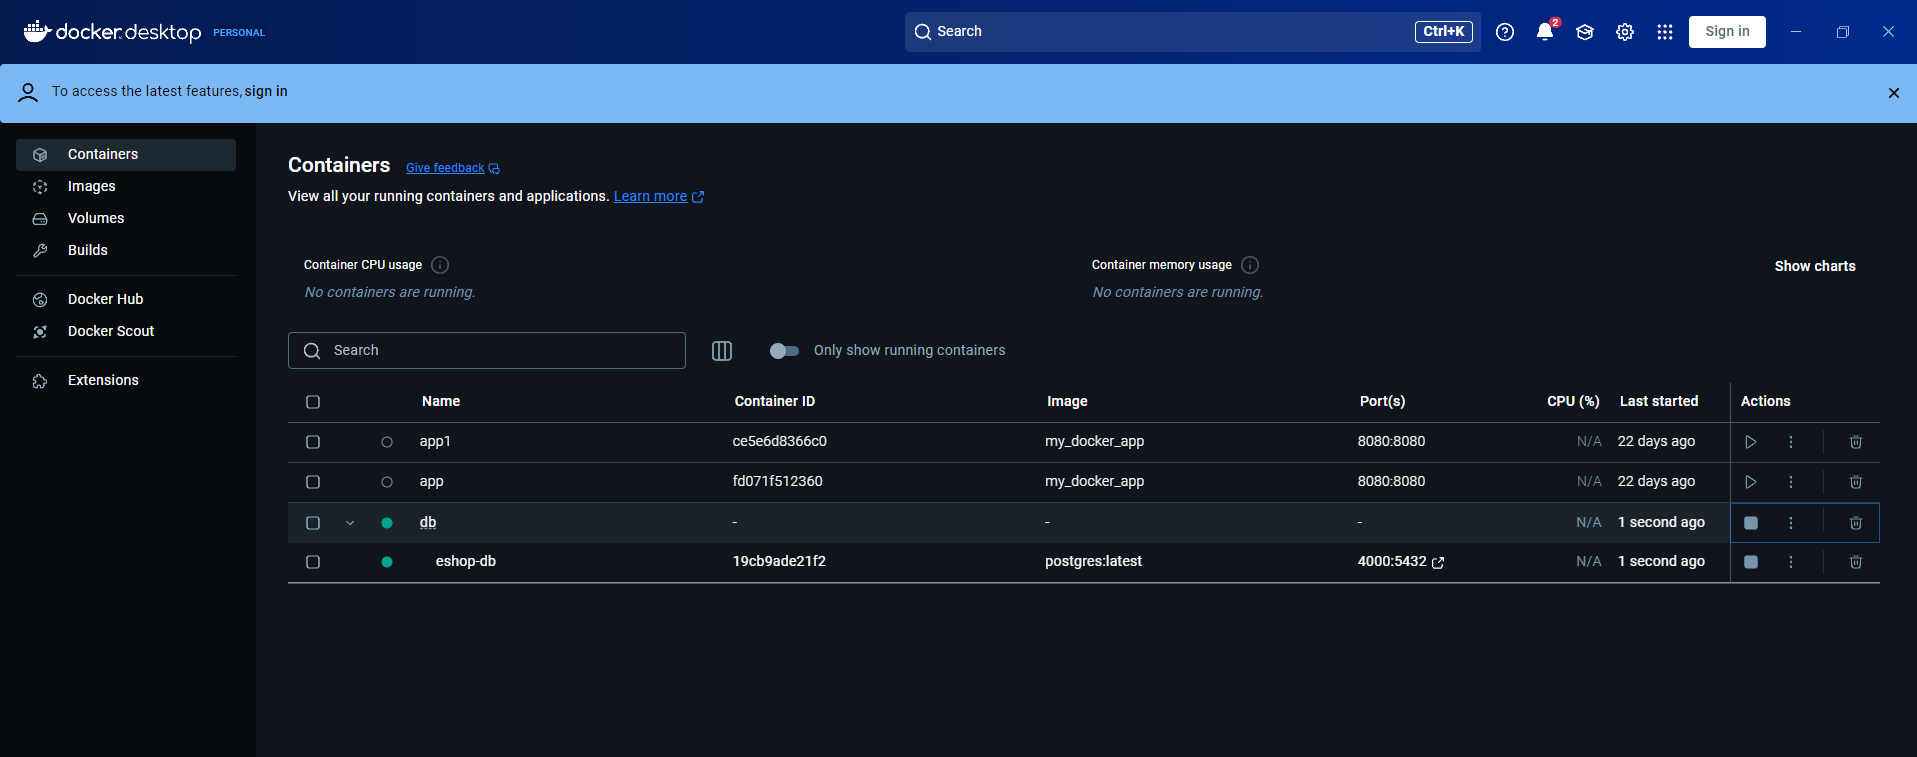 docker.desktop PERSONAL
Search Ctrl+K 2 Sign in
To access the latest features, sign in
Containers
Images
Volumes
Builds
Docker Hub
Docker Scout
Extensions
Containers Give feedback
View all your running containers and applications. Learn more
Container CPU usage
No containers are running.
Container memory usage
No containers are running.
Show charts
Search
Only show running containers
Name Container ID Image Port(s) CPU (%) Last started Actions
app1 ce5e6d8366c0 my_docker_app 8080:8080 N/A 22 days ago
app fd071f512360 my_docker_app 8080:8080 N/A 22 days ago
db - - - N/A 1 second ago
eshop-db 19cb9ade21f2 postgres:latest 4000:5432 N/A 1 second ago